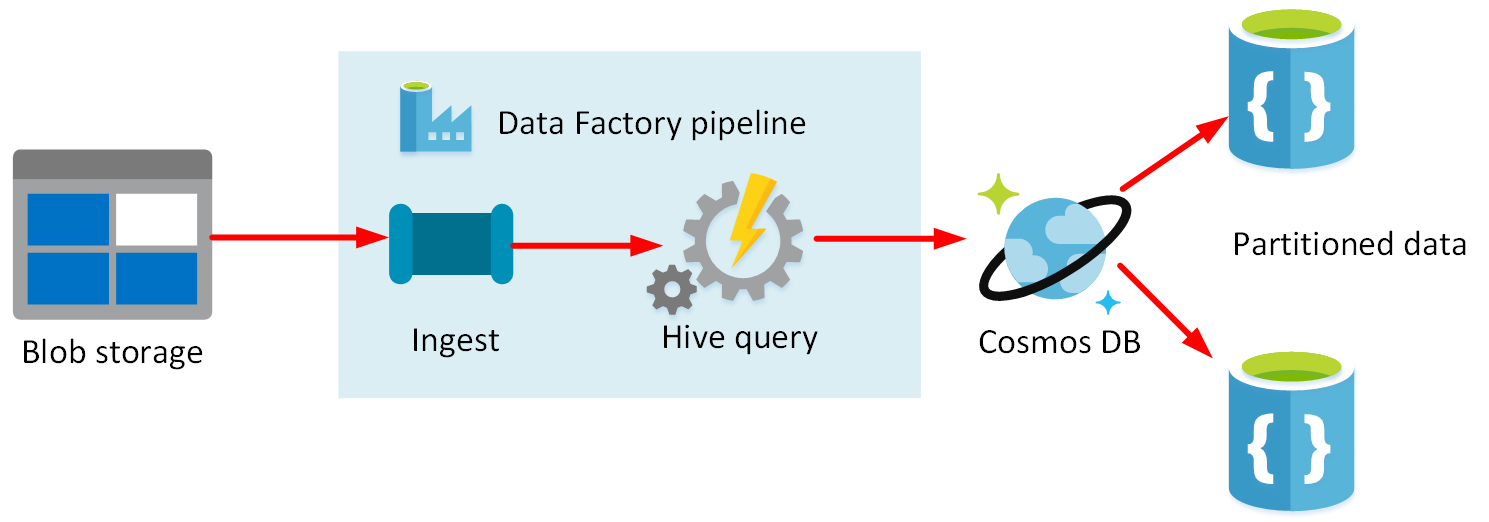 Data Factory pipeline
Blob storage
Ingest
Hive query
Cosmos DB
{ }
Partitioned data
{ }